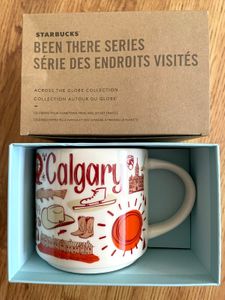 STARBUCKS
BEEN THERE SERIES
SÉRIE DES ENDROITS VISITÉS
ACROSS THE GLOBE COLLECTION
COLLECTION AUTOUR DU GLOBE
Calgary